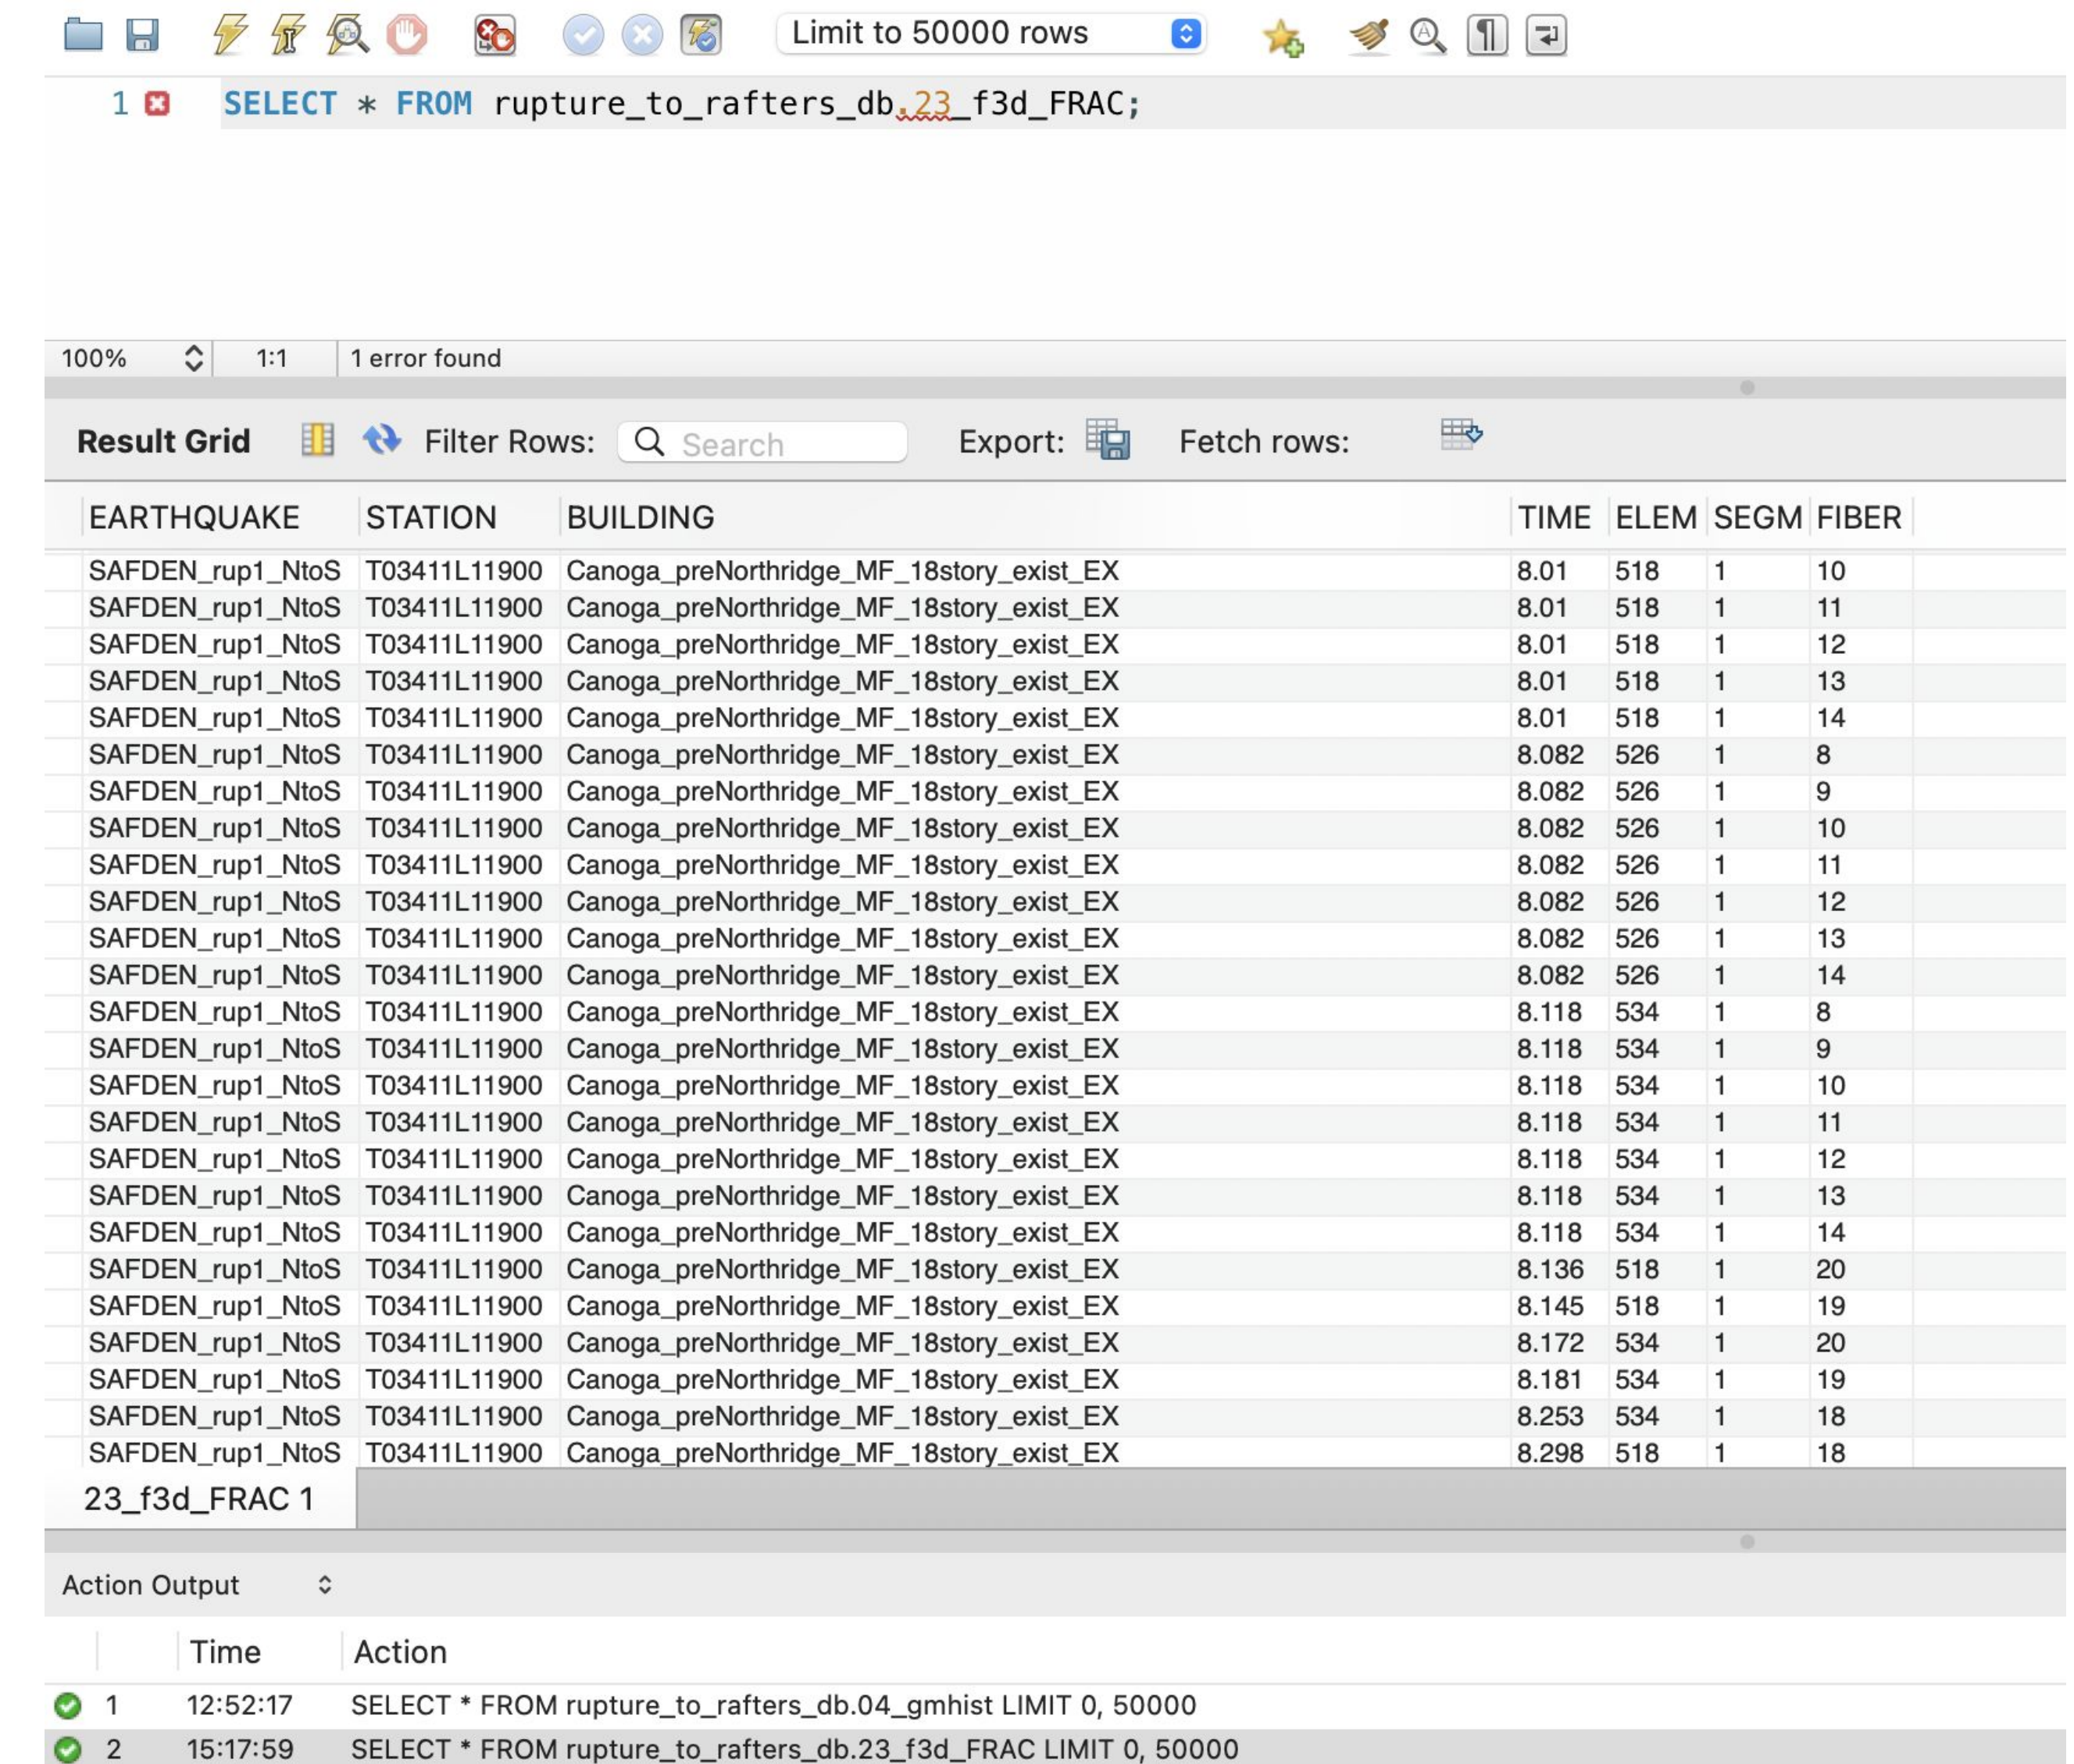 Limit to 50000 rows
1 SELECT * FROM rupture_to_rafters_db.23_f3d_FRAC;
100% 1:1 1 error found
Result Grid Filter Rows: Search Export: Fetch rows:
EARTHQUAKE STATION BUILDING TIME ELEM SEGM FIBER
SAFDEN_rup1_NtoS T03411L11900 Canoga_preNorthridge_MF_18story_exist_EX 8.01 518 1 10
SAFDEN_rup1_NtoS T03411L11900 Canoga_preNorthridge_MF_18story_exist_EX 8.01 518 1 11
SAFDEN_rup1_NtoS T03411L11900 Canoga_preNorthridge_MF_18story_exist_EX 8.01 518 1 12
SAFDEN_rup1_NtoS T03411L11900 Canoga_preNorthridge_MF_18story_exist_EX 8.01 518 1 13
SAFDEN_rup1_NtoS T03411L11900 Canoga_preNorthridge_MF_18story_exist_EX 8.01 518 1 14
SAFDEN_rup1_NtoS T03411L11900 Canoga_preNorthridge_MF_18story_exist_EX 8.082 526 1 8
SAFDEN_rup1_NtoS T03411L11900 Canoga_preNorthridge_MF_18story_exist_EX 8.082 526 1 9
SAFDEN_rup1_NtoS T03411L11900 Canoga_preNorthridge_MF_18story_exist_EX 8.082 526 1 10
SAFDEN_rup1_NtoS T03411L11900 Canoga_preNorthridge_MF_18story_exist_EX 8.082 526 1 11
SAFDEN_rup1_NtoS T03411L11900 Canoga_preNorthridge_MF_18story_exist_EX 8.082 526 1 12
SAFDEN_rup1_NtoS T03411L11900 Canoga_preNorthridge_MF_18story_exist_EX 8.082 526 1 13
SAFDEN_rup1_NtoS T03411L11900 Canoga_preNorthridge_MF_18story_exist_EX 8.082 526 1 14
SAFDEN_rup1_NtoS T03411L11900 Canoga_preNorthridge_MF_18story_exist_EX 8.118 534 1 8
SAFDEN_rup1_NtoS T03411L11900 Canoga_preNorthridge_MF_18story_exist_EX 8.118 534 1 9
SAFDEN_rup1_NtoS T03411L11900 Canoga_preNorthridge_MF_18story_exist_EX 8.118 534 1 10
SAFDEN_rup1_NtoS T03411L11900 Canoga_preNorthridge_MF_18story_exist_EX 8.118 534 1 11
SAFDEN_rup1_NtoS T03411L11900 Canoga_preNorthridge_MF_18story_exist_EX 8.118 534 1 12
SAFDEN_rup1_NtoS T03411L11900 Canoga_preNorthridge_MF_18story_exist_EX 8.118 534 1 13
SAFDEN_rup1_NtoS T03411L11900 Canoga_preNorthridge_MF_18story_exist_EX 8.118 534 1 14
SAFDEN_rup1_NtoS T03411L11900 Canoga_preNorthridge_MF_18story_exist_EX 8.136 518 1 20
SAFDEN_rup1_NtoS T03411L11900 Canoga_preNorthridge_MF_18story_exist_EX 8.145 518 1 19
SAFDEN_rup1_NtoS T03411L11900 Canoga_preNorthridge_MF_18story_exist_EX 8.172 534 1 20
SAFDEN_rup1_NtoS T03411L11900 Canoga_preNorthridge_MF_18story_exist_EX 8.181 534 1 19
SAFDEN_rup1_NtoS T03411L11900 Canoga_preNorthridge_MF_18story_exist_EX 8.253 534 1 18
SAFDEN_rup1_NtoS T03411L11900 Canoga_preNorthridge_MF_18story_exist_EX 8.298 518 1 18
23_f3d_FRAC 1
Action Output
Time Action
1 12:52:17 SELECT * FROM rupture_to_rafters_db.04_gmhist LIMIT 0, 50000
2 15:17:59 SELECT * FROM rupture_to_rafters_db.23_f3d_FRAC LIMIT 0, 50000